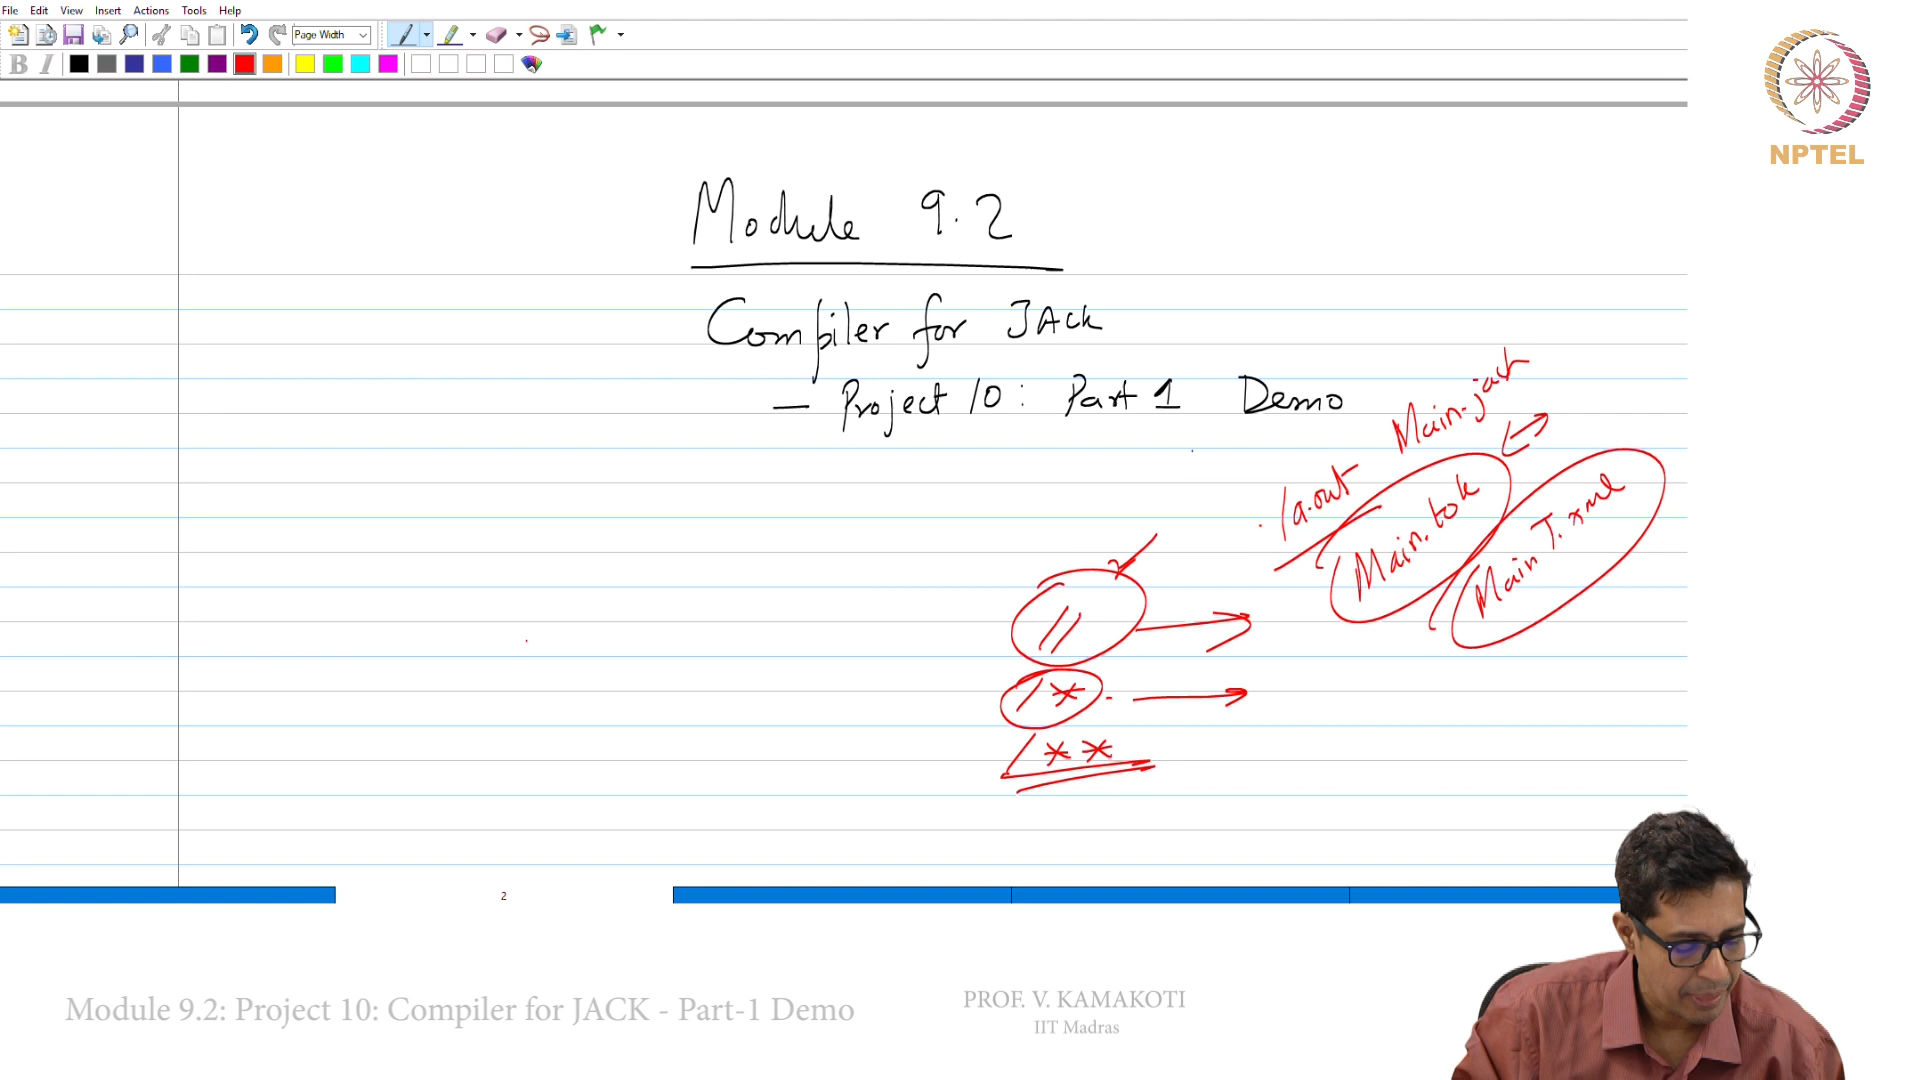 File Edit View Insert Actions Tools Help
Page Width
B I
NPTEL
Module 9.2
Compiler for JACK
— Project 10: Part 1 Demo
Main.jack
./a.out
Main.tok
MainT.xml
//
/*
/**
2
Module 9.2: Project 10: Compiler for JACK - Part-1 Demo
PROF. V. KAMAKOTI
IIT Madras